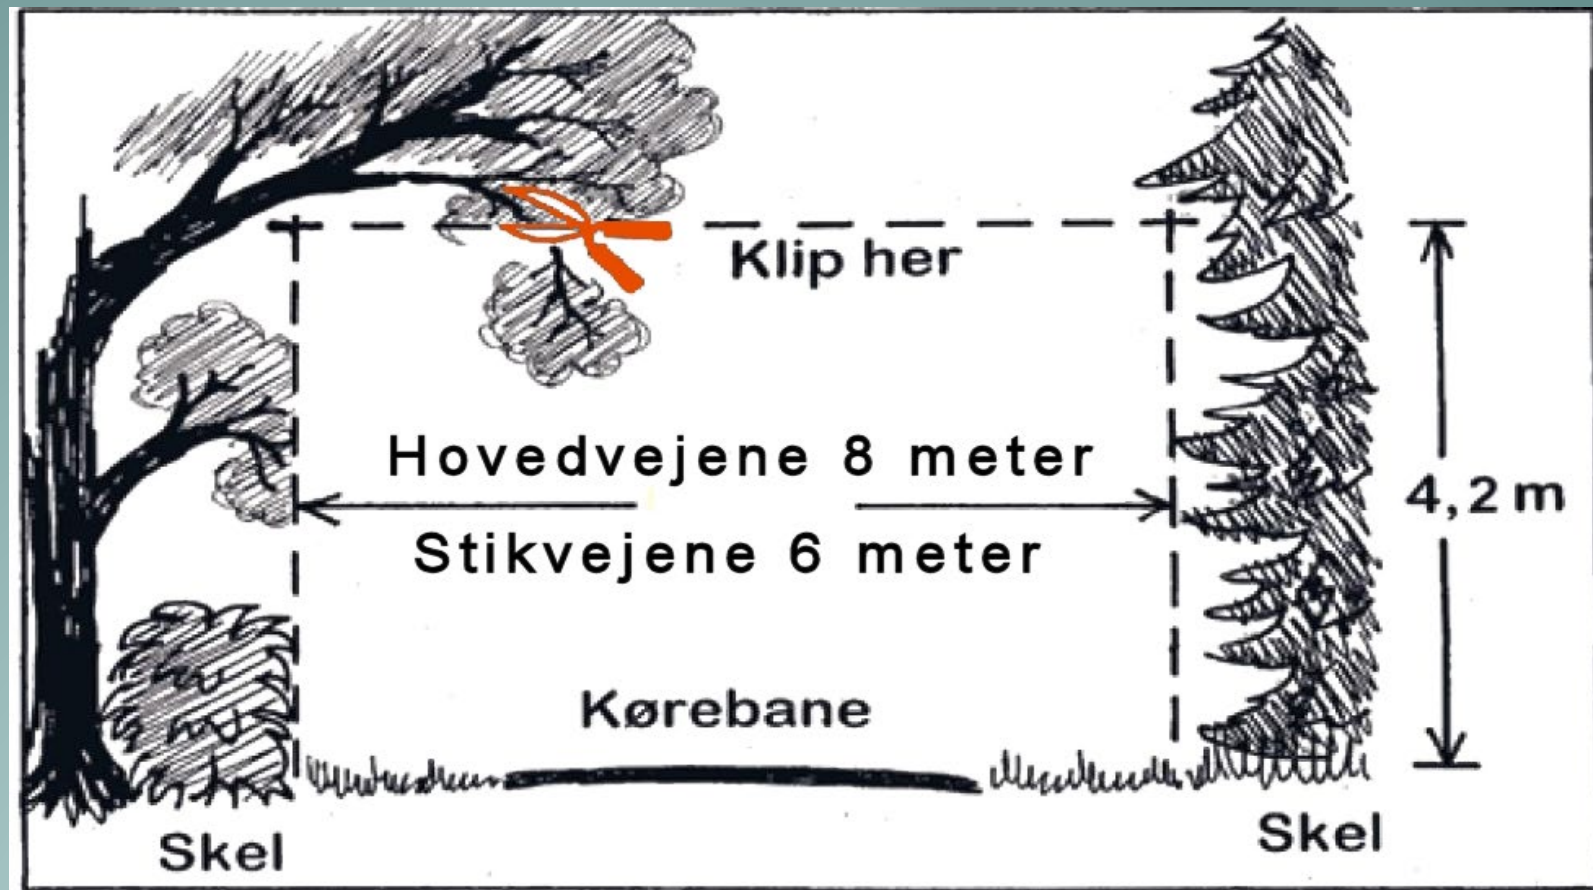 Klip her
Hovedvejene 8 meter
4,2 m
Stikvejene 6 meter
Kørebane
Skel
Skel